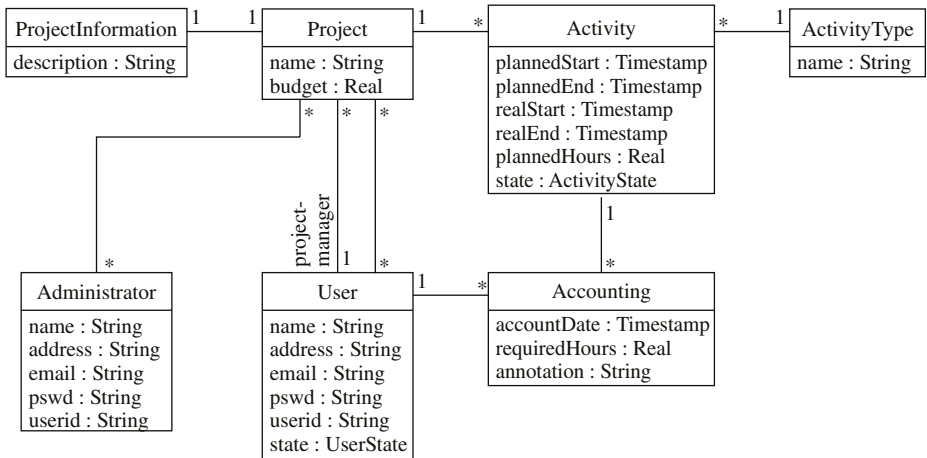 ProjectInformation
description : String
1
1
Project
name : String
budget : Real
1
*
Activity
plannedStart : Timestamp
plannedEnd : Timestamp
realStart : Timestamp
realEnd : Timestamp
plannedHours : Real
state : ActivityState
*
1
ActivityType
name : String
*
*
*
project-
manager
*
1
*
1
*
Administrator
name : String
address : String
email : String
pswd : String
userid : String
User
name : String
address : String
email : String
pswd : String
userid : String
state : UserState
1
*
Accounting
accountDate : Timestamp
requiredHours : Real
annotation : String